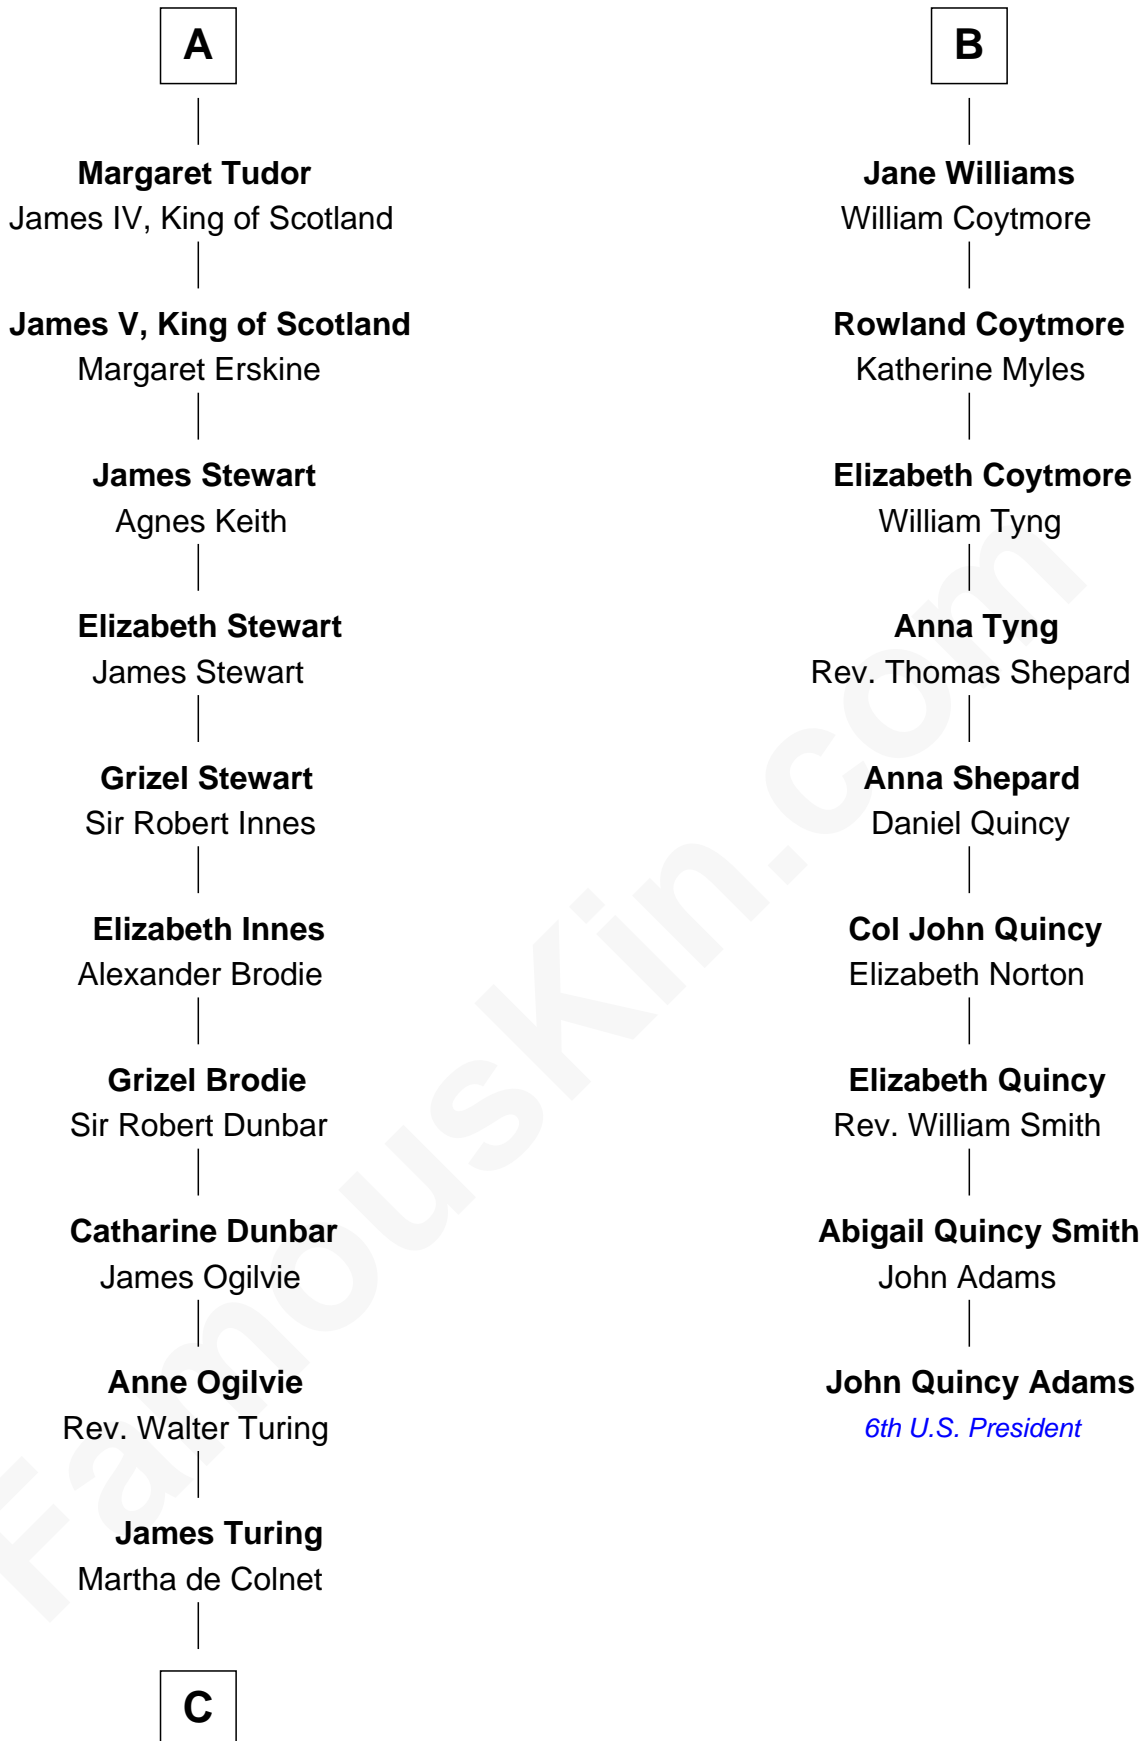 A
Margaret Tudor
James IV, King of Scotland
James V, King of Scotland
Margaret Erskine
James Stewart
Agnes Keith
Elizabeth Stewart
James Stewart
Grizel Stewart
Sir Robert Innes
Elizabeth Innes
Alexander Brodie
Grizel Brodie
Sir Robert Dunbar
Catharine Dunbar
James Ogilvie
Anne Ogilvie
Rev. Walter Turing
James Turing
Martha de Colnet
C
B
Jane Williams
William Coytmore
Rowland Coytmore
Katherine Myles
Elizabeth Coytmore
William Tyng
Anna Tyng
Rev. Thomas Shepard
Anna Shepard
Daniel Quincy
Col John Quincy
Elizabeth Norton
Elizabeth Quincy
Rev. William Smith
Abigail Quincy Smith
John Adams
John Quincy Adams
6th U.S. President
FamousKin.com